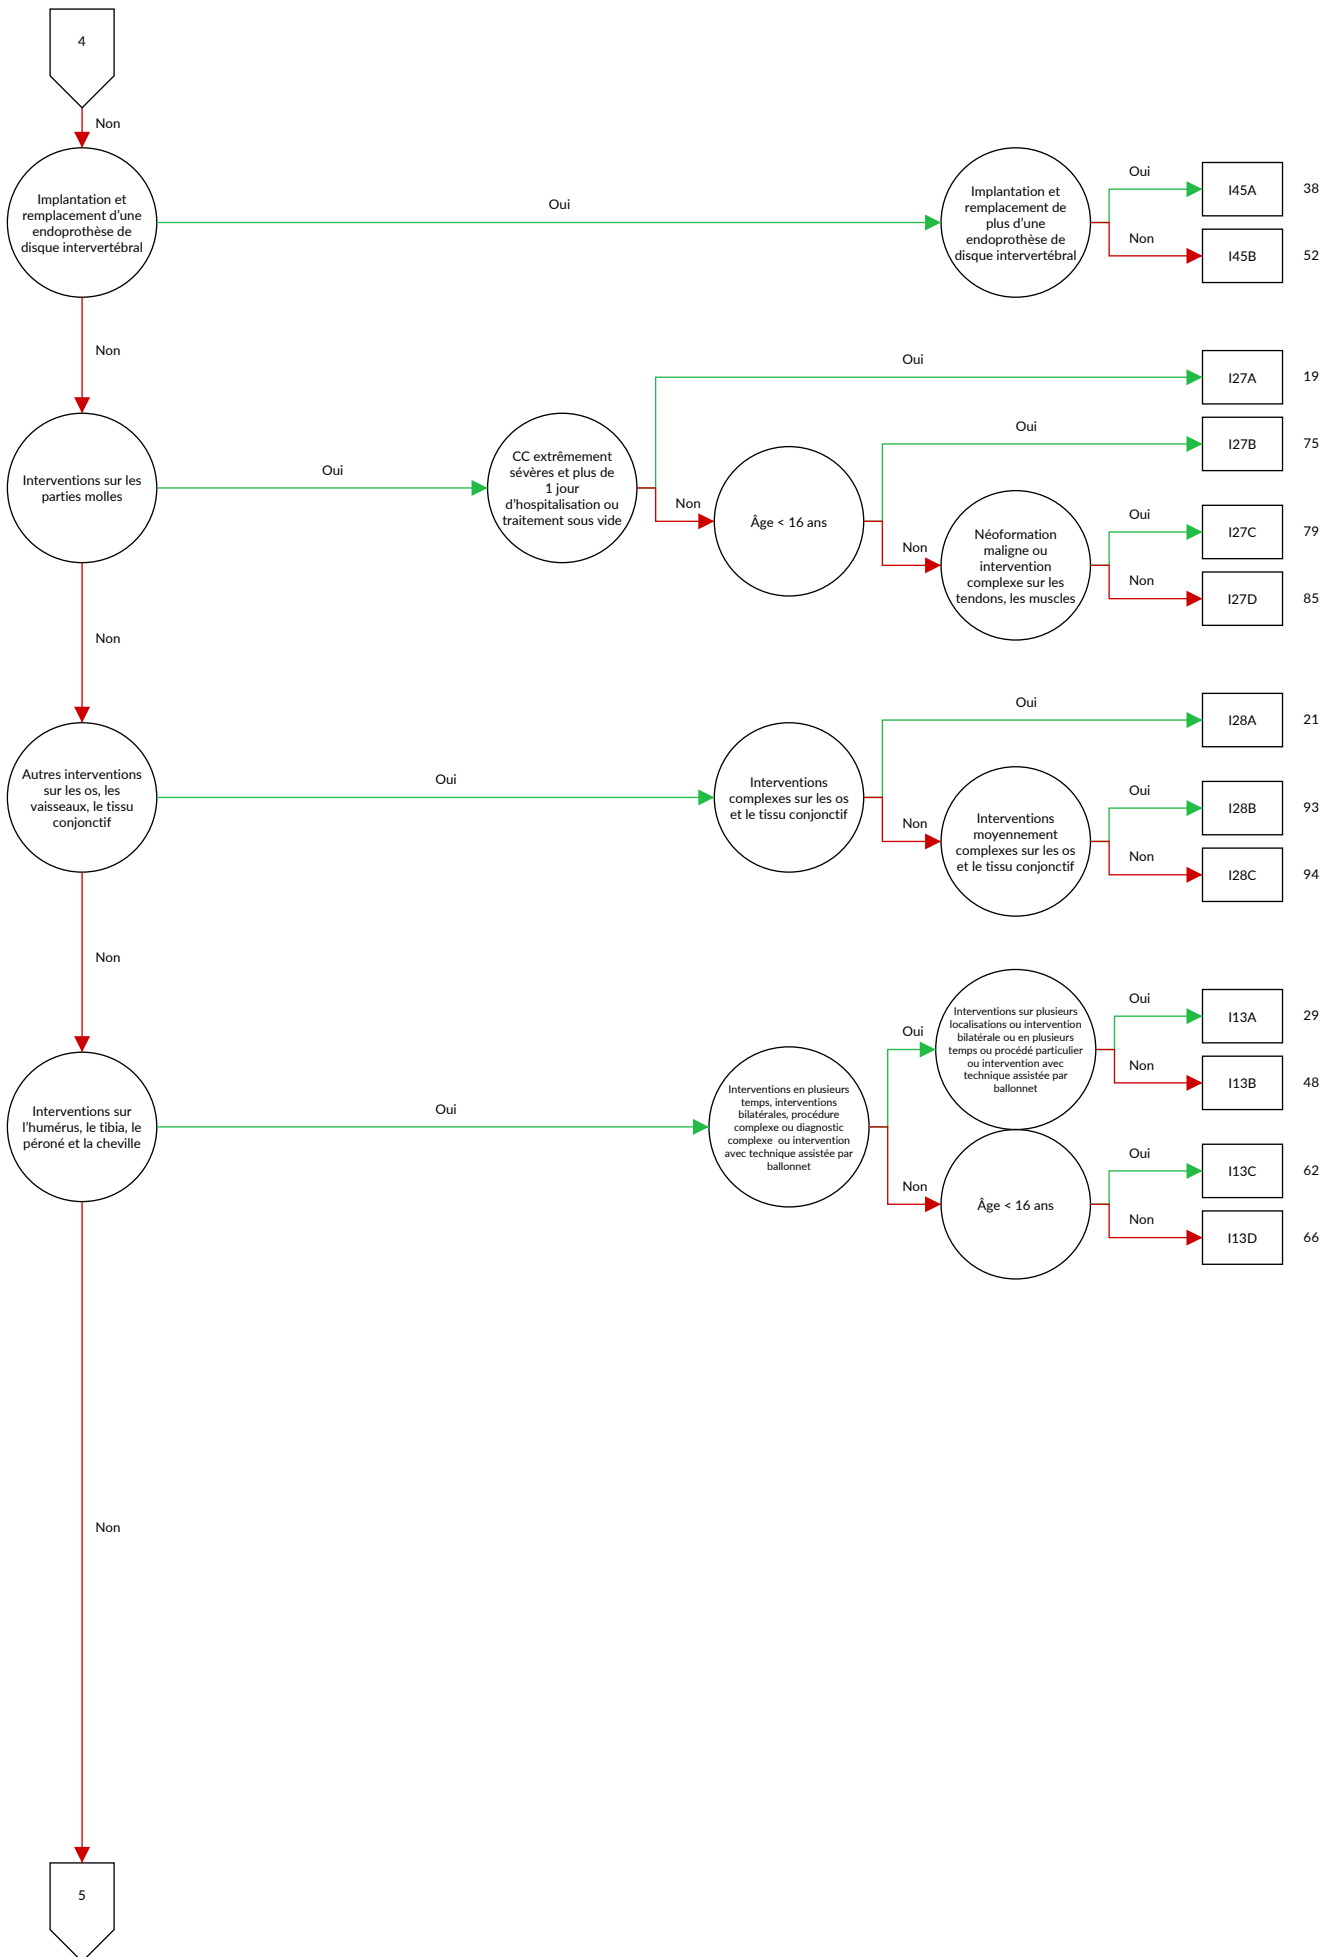 4
Non
Implantation et
remplacement d'une
endoprothèse de
disque intervertébral
Oui
Implantation et
remplacement de
plus d'une
endoprothèse de
disque intervertébral
Oui
I45A
38
Non
I45B
52
Non
Interventions sur les
parties molles
Oui
CC extrêmement
sévères et plus de
1 jour
d'hospitalisation ou
traitement sous vide
Oui
I27A
19
Non
Âge < 16 ans
Oui
I27B
75
Non
Néoformation
maligne ou
intervention
complexe sur les
tendons, les muscles
Oui
I27C
79
Non
I27D
85
Non
Autres interventions
sur les os, les
vaisseaux, le tissu
conjonctif
Oui
Interventions
complexes sur les os
et le tissu conjonctif
Oui
I28A
21
Non
Interventions
moyennement
complexes sur les os
et le tissu conjonctif
Oui
I28B
93
Non
I28C
94
Non
Interventions sur
l'humérus, le tibia, le
péroné et la cheville
Oui
Interventions en plusieurs
temps, interventions
bilatérales, procédure
complexe ou diagnostic
complexe ou intervention
avec technique assistée par
ballonnet
Oui
Interventions sur plusieurs
localisations ou intervention
bilatérale ou en plusieurs
temps ou procédé particulier
ou intervention avec
technique assistée par
ballonnet
Oui
I13A
29
Non
I13B
48
Non
Âge < 16 ans
Oui
I13C
62
Non
I13D
66
Non
5